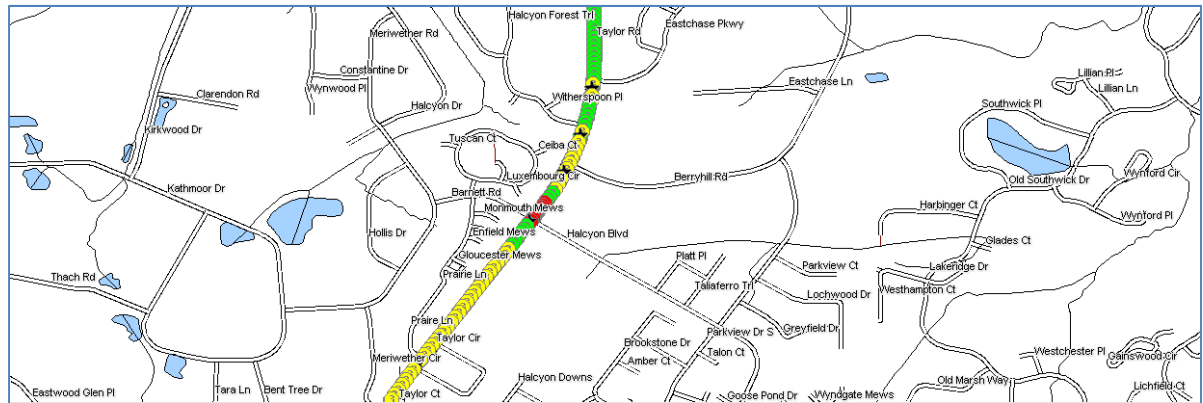 Halcyon Forest Trl
Eastchase Pkwy
Meriwether Rd
Taylor Rd
Constantine Dr
Lillian Pl
Wynwood Pl
Eastchase Ln
Lillian Ln
Clarendon Rd
Witherspoon Pl
Halcyon Dr
Southwick Pl
Kirkwood Dr
Tuscan Ct
Ceiba Ct
Luxembourg Cir
Berryhill Rd
Wynford Cir
Old Southwick Dr
Kathmoor Dr
Barnett Rd
Monmouth Mews
Harbinger Ct
Wynford Pl
Hollis Dr
Enfield Mews
Halcyon Blvd
Glades Ct
Gloucester Mews
Platt Pl
Parkview Ct
Lakeridge Dr
Thach Rd
Prairie Ln
Taliaferro Trl
Westhampton Ct
Lochwood Dr
Praire Ln
Parkview Dr S
Greyfield Dr
Taylor Cir
Brookstone Dr
Talon Ct
Westchester Pl
Gainswood Cir
Meriwether Cir
Amber Ct
Halcyon Downs
Old Marsh Way
Lichfield Ct
Eastwood Glen Pl
Tara Ln
Bent Tree Dr
Taylor Ct
Goose Pond Dr
Wyndgate Mews